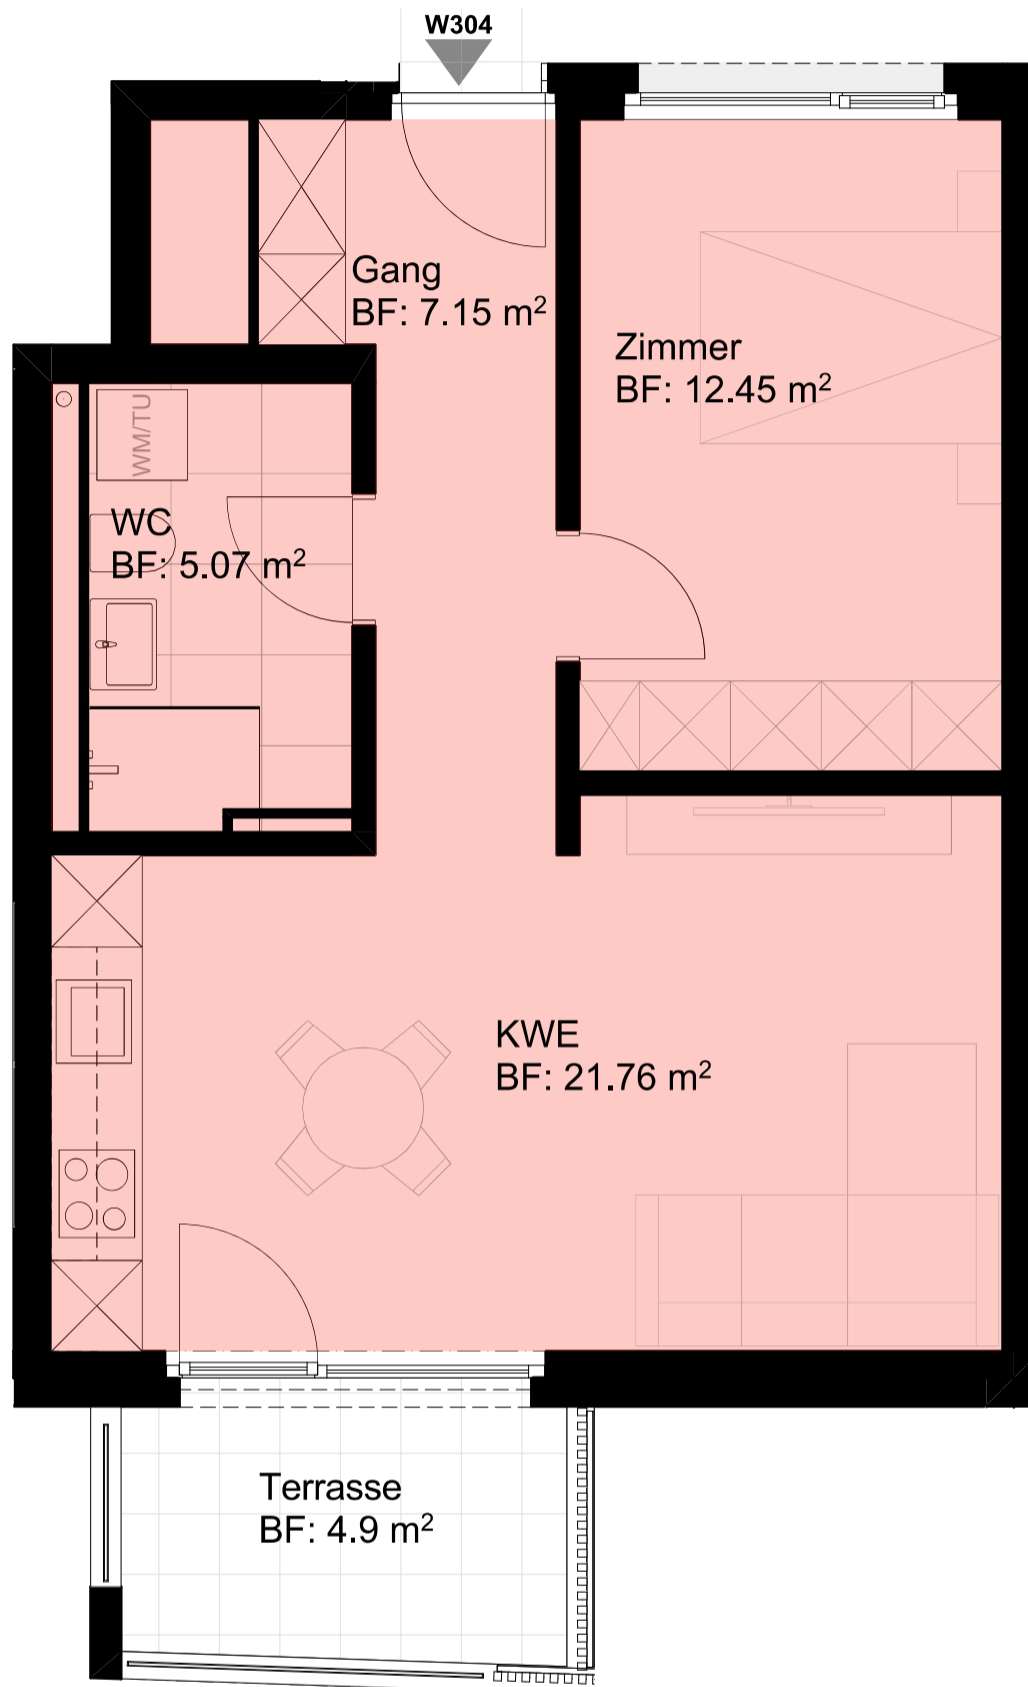 W304
Gang
BF: 7.15 m²
Zimmer
BF: 12.45 m²
WM/TU
WC
BF: 5.07 m²
KWE
BF: 21.76 m²
Terrasse
BF: 4.9 m²